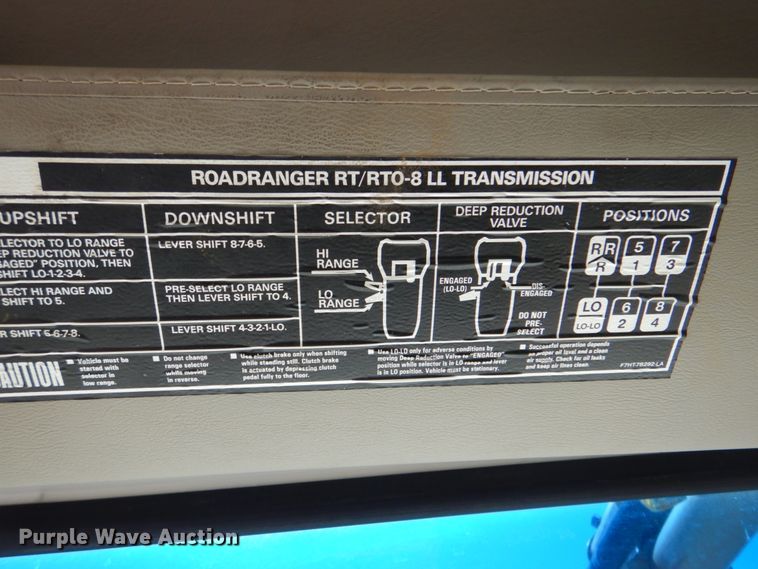 ROADRANGER RT/RTO-8 LL TRANSMISSION
UPSHIFT
DOWNSHIFT
SELECTOR
DEEP REDUCTION
VALVE
POSITIONS
ELECTOR TO LO RANGE
EP REDUCTION VALVE TO
GAGED" POSITION, THEN
SHIFT LO-1-2-3-4.
LEVER SHIFT 8-7-6-5.
LECT HI RANGE AND
SHIFT TO 5.
PRE-SELECT LO RANGE
THEN LEVER SHIFT TO 4.
R SHIFT 5-6-7-8.
LEVER SHIFT 4-3-2-1-LO.
HI
RANGE
LO
RANGE
ENGAGED
(LO-LO)
DIS-
ENGAGED
DO NOT
PRE-
SELECT
R R 5 7
R 1 3
LO 6 8
LO-LO 2 4
CAUTION
■ Vehicle must be
started with
selector in
low range.
■ Do not change
range selector
while moving
in reverse.
■ Use clutch brake only when shifting
while standing still. Clutch brake
is actuated by depressing clutch
pedal fully to the floor.
■ Use LO-LO only for adverse conditions by
moving Deep Reduction Valve to "ENGAGED"
position while selector is in LO range and lever
is in LO position. Vehicle must be stationary.
■ Successful operation depends
on proper oil level and a clean
air supply. Check for oil leaks
and keep air lines clean.
F7HT-7B292-LA
Purple Wave Auction